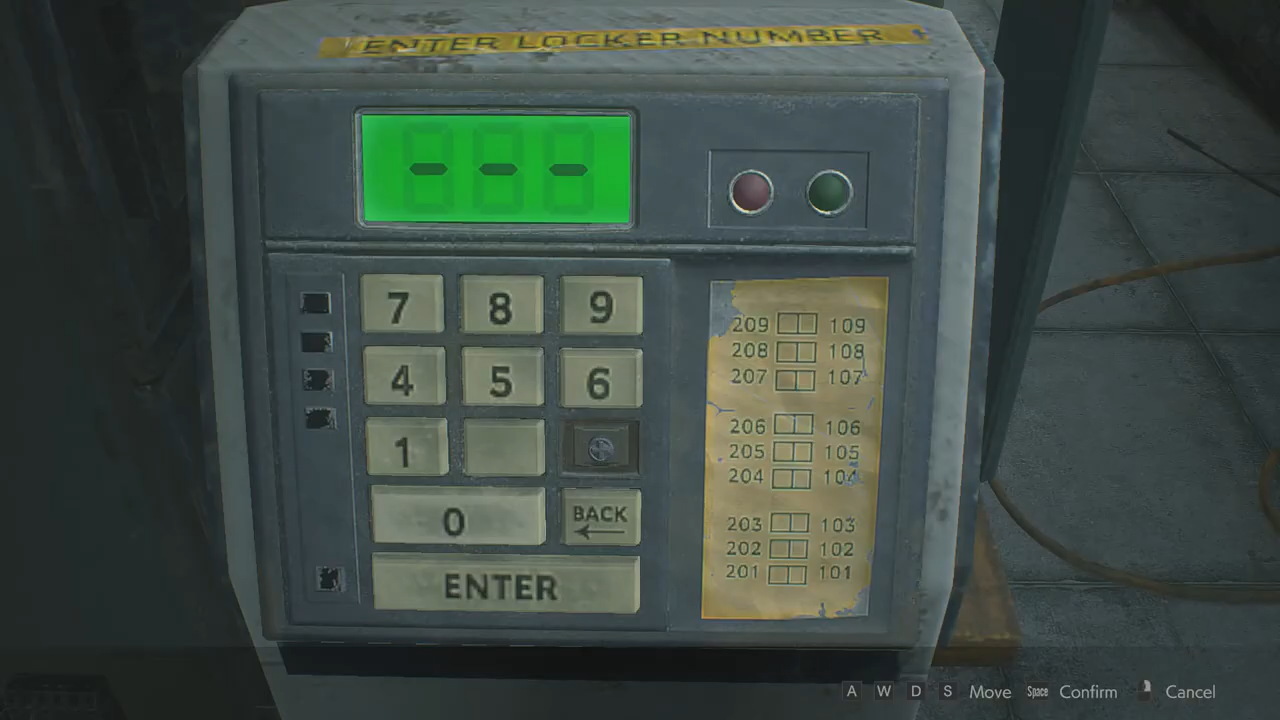 ENTER LOCKER NUMBER
7 8 9
4 5 6
1
0 BACK
ENTER
209 109
208 108
207 107
206 106
205 105
204 104
203 103
202 102
201 101
A W D S Move Space Confirm Cancel